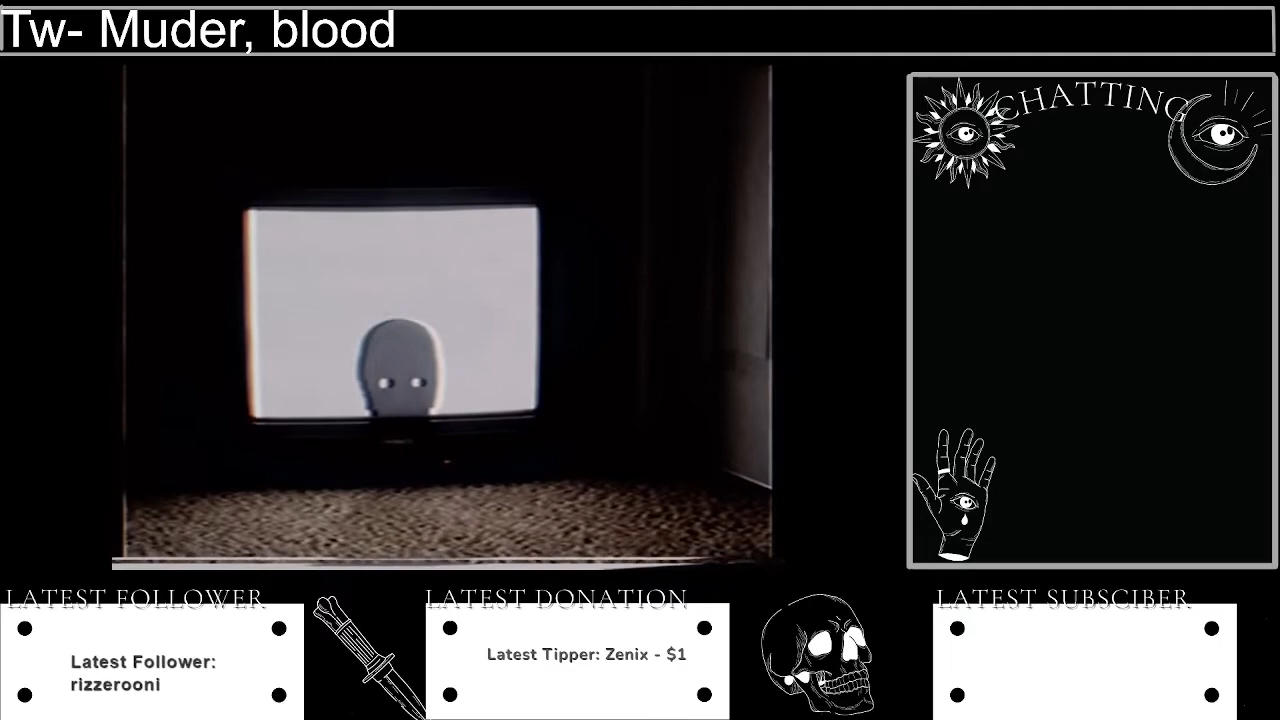 Tw- Muder, blood
CHATTING
LATEST FOLLOWER
LATEST DONATION
LATEST SUBSCIBER
Latest Follower:
rizzerooni
Latest Tipper: Zenix - $1